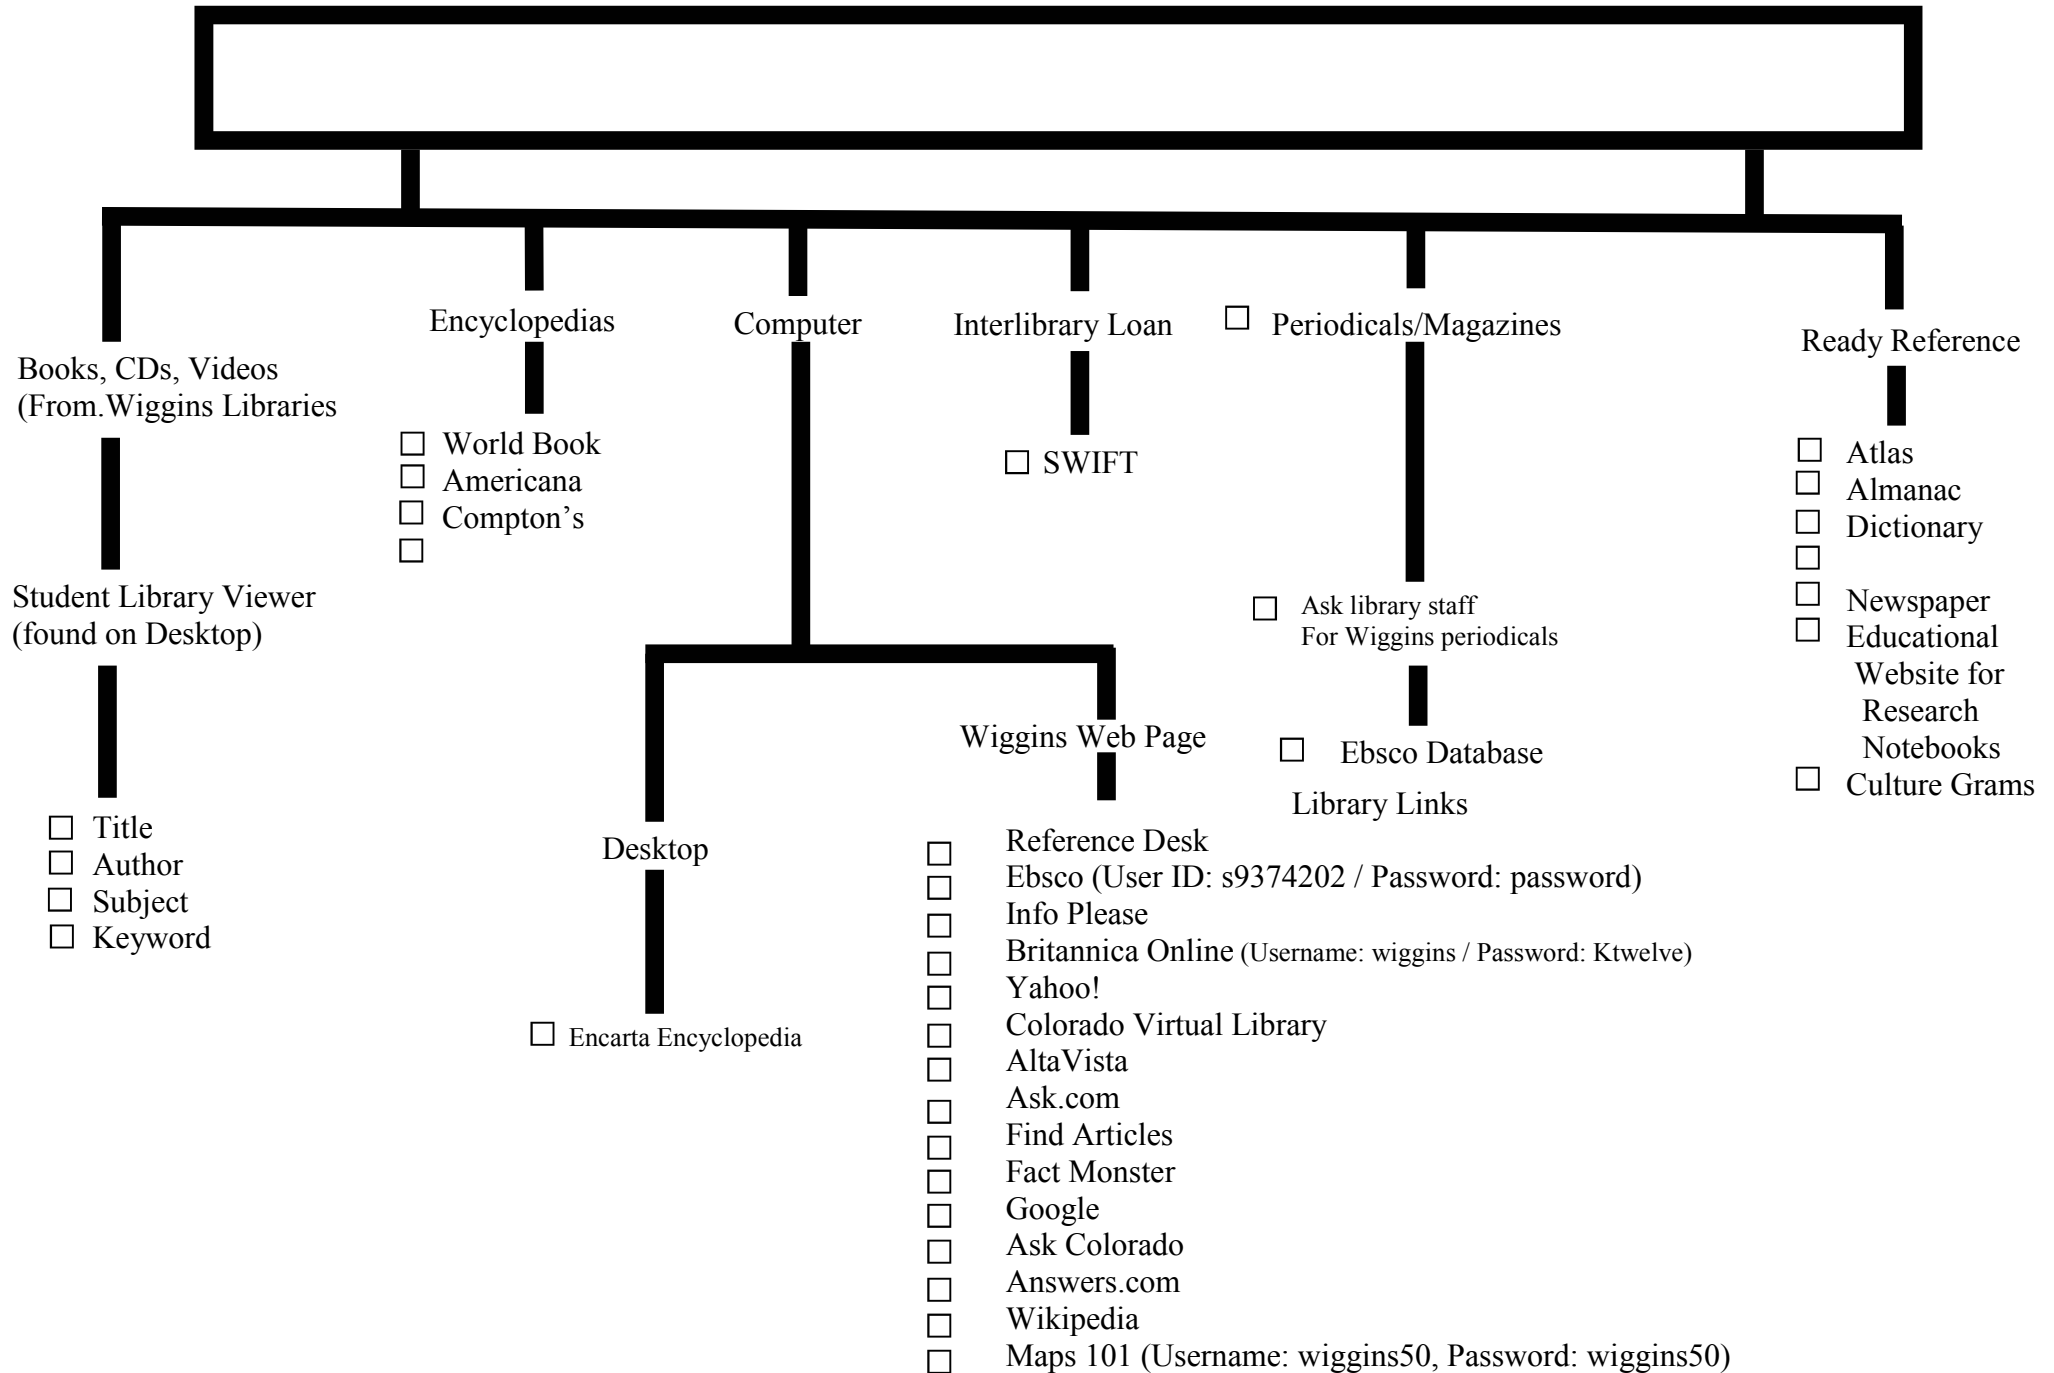 Books, CDs, Videos
(From.Wiggins Libraries
Student Library Viewer
(found on Desktop)
Title
Author
Subject
Keyword
Encyclopedias
World Book
Americana
Compton’s
Computer
Desktop
Encarta Encyclopedia
Wiggins Web Page
Reference Desk
Ebsco (User ID: s9374202 / Password: password)
Info Please
Britannica Online (Username: wiggins / Password: Ktwelve)
Yahoo!
Colorado Virtual Library
AltaVista
Ask.com
Find Articles
Fact Monster
Google
Ask Colorado
Answers.com
Wikipedia
Maps 101 (Username: wiggins50, Password: wiggins50)
Interlibrary Loan
SWIFT
Periodicals/Magazines
Ask library staff
For Wiggins periodicals
Ebsco Database
Library Links
Ready Reference
Atlas
Almanac
Dictionary
Newspaper
Educational
Website for
Research
Notebooks
Culture Grams